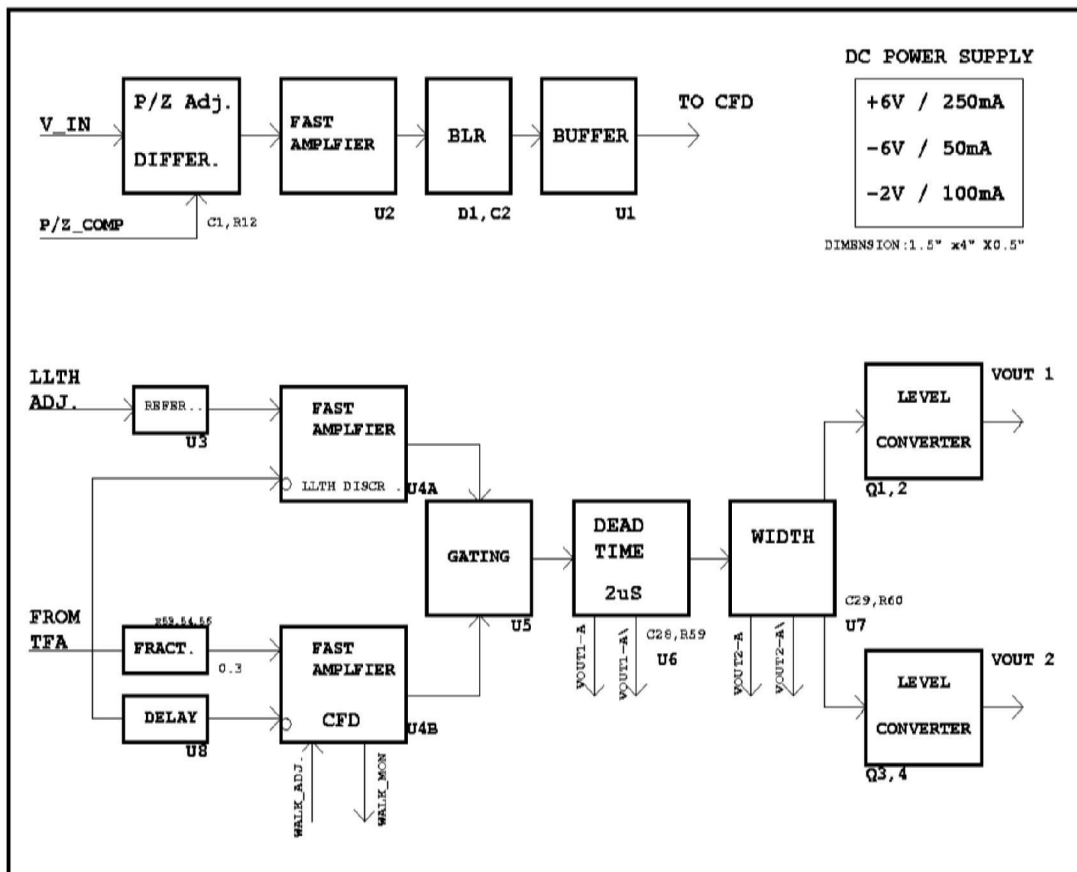 DC POWER SUPPLY
+6V / 250mA
-6V / 50mA
-2V / 100mA
DIMENSION:1.5" x4" X0.5"
V_IN
P/Z Adj.
DIFFER.
P/Z_COMP
C1,R12
FAST
AMPLFIER
U2
BLR
D1,C2
BUFFER
U1
TO CFD
LLTH
ADJ.
REFER..
U3
FAST
AMPLFIER
LLTH DISCR .
U4A
GATING
U5
DEAD
TIME
2uS
C28,R59
U6
VOUT1-A
VOUT1-A\
WIDTH
C29,R60
U7
VOUT2-A
VOUT2-A\
LEVEL
CONVERTER
Q1,2
VOUT 1
LEVEL
CONVERTER
Q3,4
VOUT 2
FROM
TFA
FRACT.
0.3
DELAY
U8
FAST
AMPLFIER
CFD
U4B
WALK_ADJ.
WALK_MON